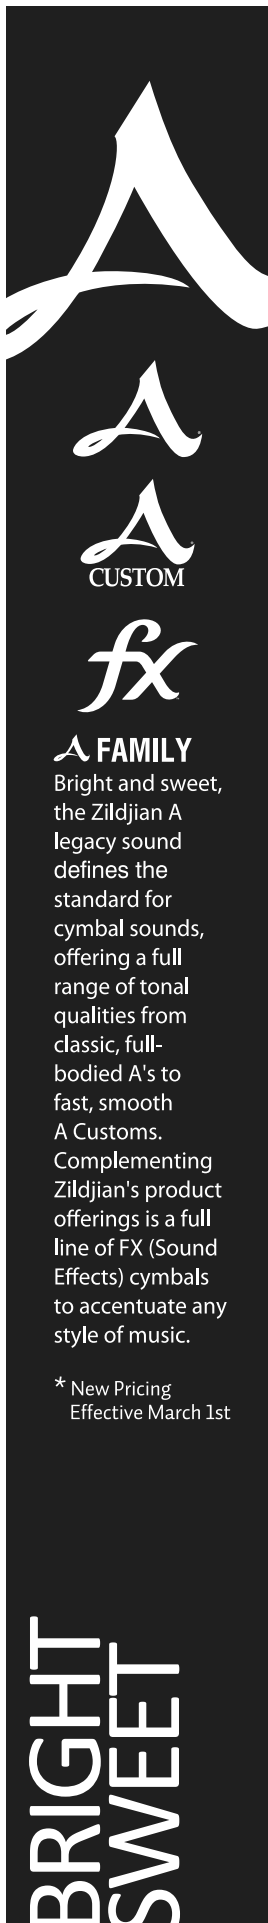 A
A
A
CUSTOM
fx
A FAMILY
Bright and sweet,
the Zildjian A
legacy sound
defines the
standard for
cymbal sounds,
offering a full
range of tonal
qualities from
classic, full-
bodied A's to
fast, smooth
A Customs.
Complementing
Zildjian's product
offerings is a full
line of FX (Sound
Effects) cymbals
to accentuate any
style of music.
* New Pricing
Effective March 1st
BRIGHT
SWEET